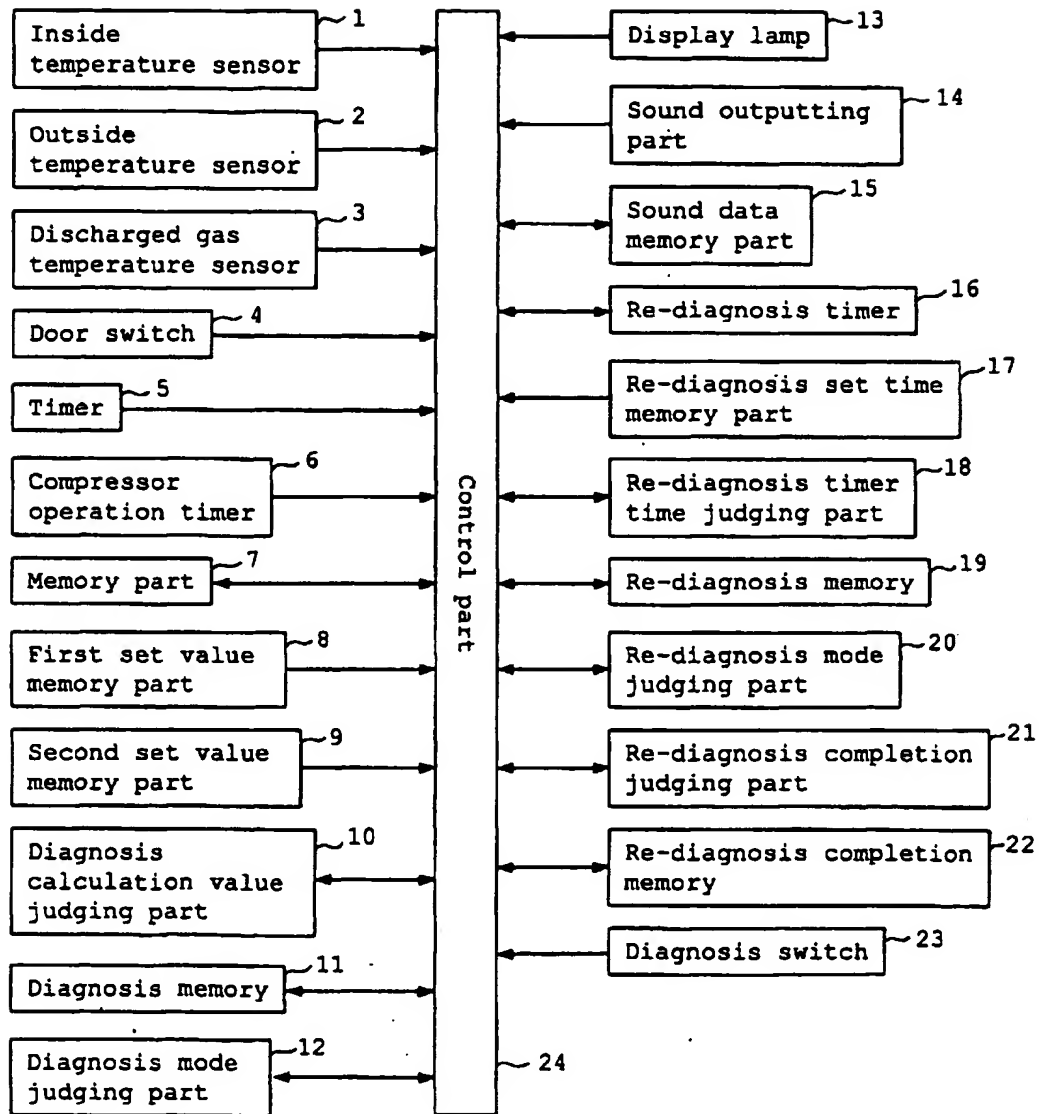 1
Inside
temperature sensor
2
Outside
temperature sensor
3
Discharged gas
temperature sensor
4
Door switch
5
Timer
6
Compressor
operation timer
7
Memory part
8
First set value
memory part
9
Second set value
memory part
10
Diagnosis
calculation value
judging part
11
Diagnosis memory
12
Diagnosis mode
judging part
Control part
24
13
Display lamp
14
Sound outputting
part
15
Sound data
memory part
16
Re-diagnosis timer
17
Re-diagnosis set time
memory part
18
Re-diagnosis timer
time judging part
19
Re-diagnosis memory
20
Re-diagnosis mode
judging part
21
Re-diagnosis completion
judging part
22
Re-diagnosis completion
memory
23
Diagnosis switch